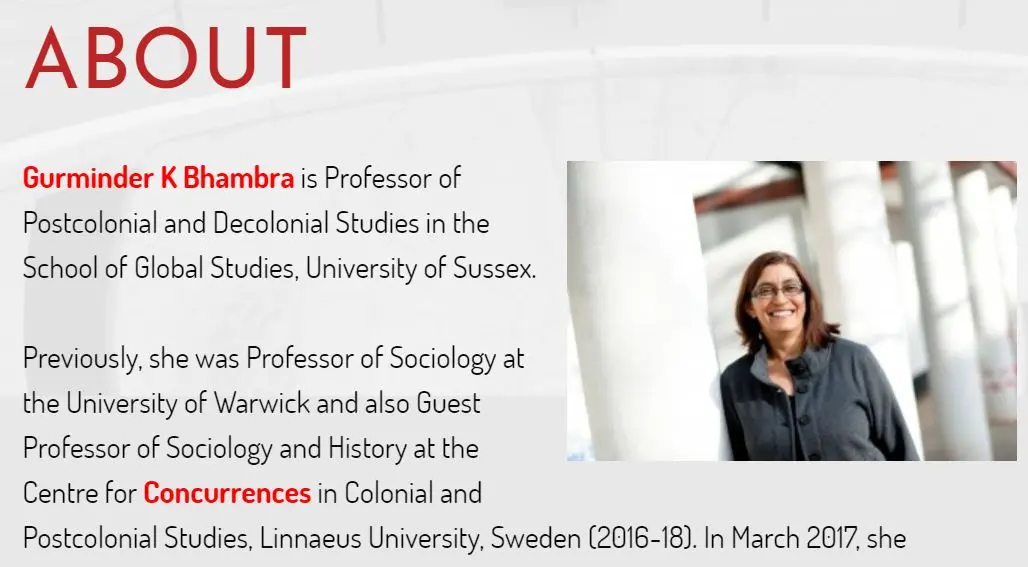 ABOUT
Gurminder K Bhambra is Professor of
Postcolonial and Decolonial Studies in the
School of Global Studies, University of Sussex.
Previously, she was Professor of Sociology at
the University of Warwick and also Guest
Professor of Sociology and History at the
Centre for Concurrences in Colonial and
Postcolonial Studies, Linnaeus University, Sweden (2016-18). In March 2017, she